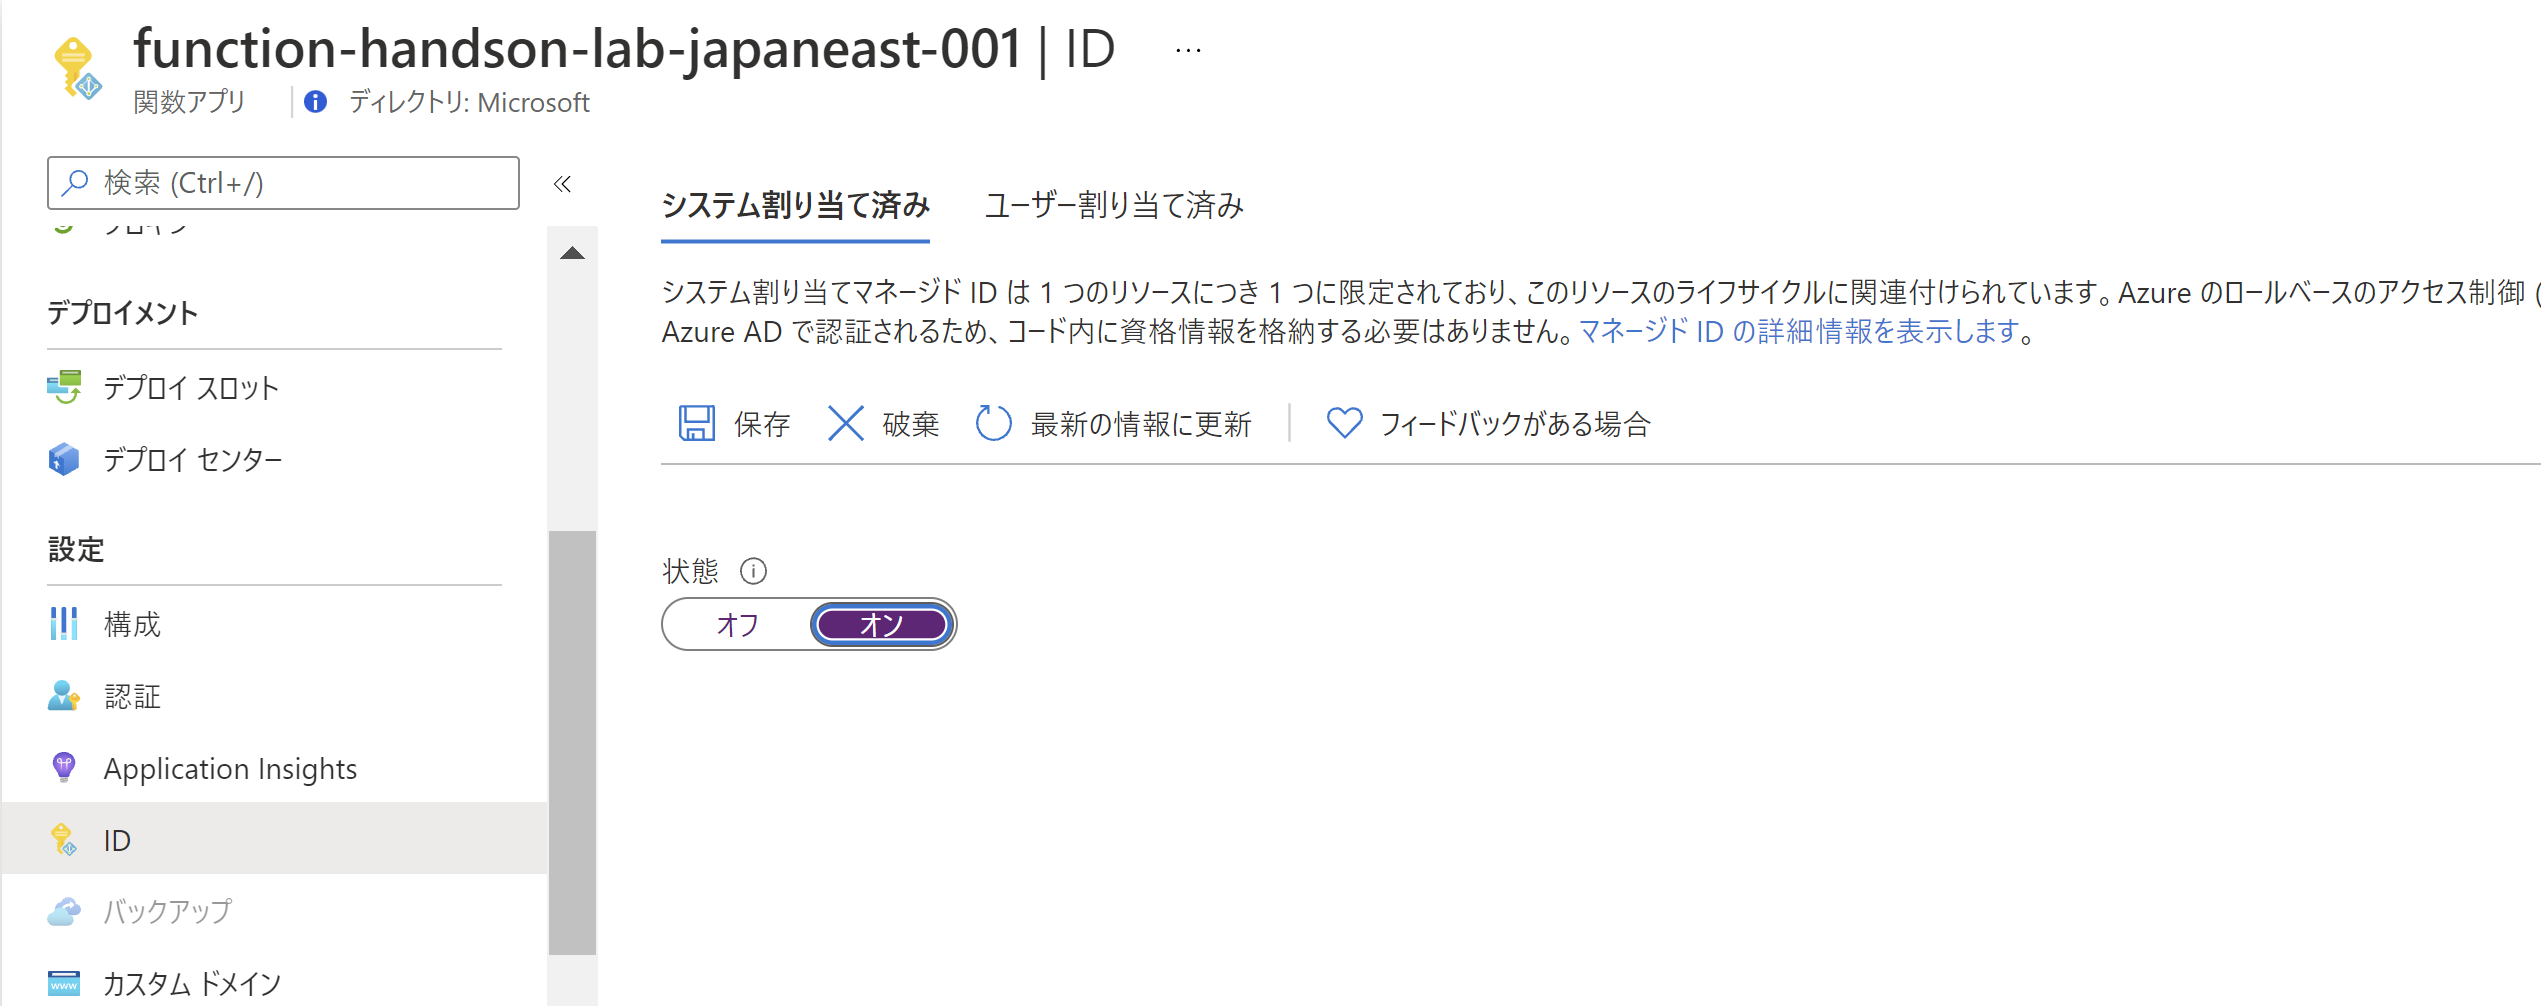 function-handson-lab-japaneast-001 | ID ...
関数アプリ
ディレクトリ: Microsoft
検索 (Ctrl+/)
デプロイメント
デプロイ スロット
デプロイ センター
設定
構成
認証
Application Insights
ID
バックアップ
カスタム ドメイン
システム割り当て済み ユーザー割り当て済み
システム割り当てマネージド ID は 1 つのリソースにつき 1 つに限定されており、このリソースのライフサイクルに関連付けられています。Azure のロールベースのアクセス制御 (
Azure AD で認証されるため、コード内に資格情報を格納する必要はありません。マネージド ID の詳細情報を表示します。
保存 破棄 最新の情報に更新 フィードバックがある場合
状態
オフ オン